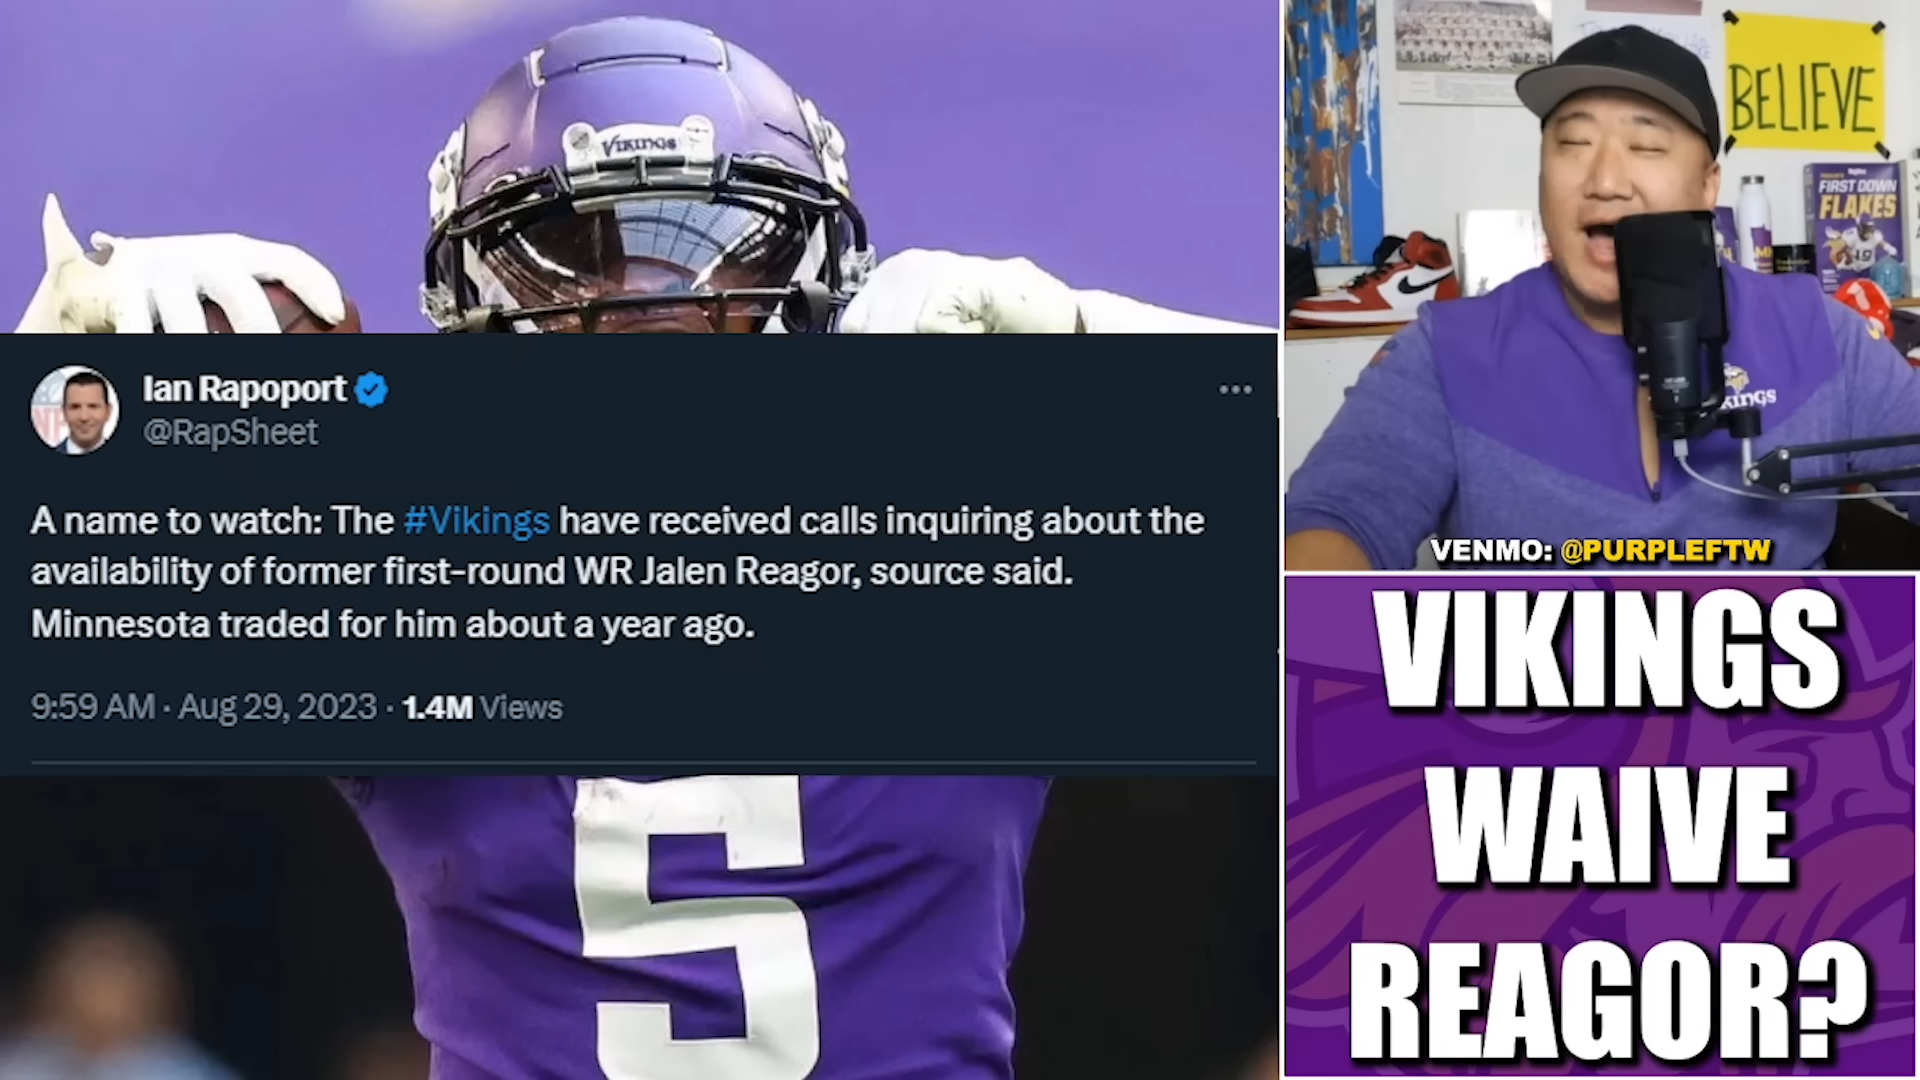 VIKINGS
Ian Rapoport
@RapSheet
A name to watch: The #Vikings have received calls inquiring about the
availability of former first-round WR Jalen Reagor, source said.
Minnesota traded for him about a year ago.
9:59 AM · Aug 29, 2023 · 1.4M Views
5
BELIEVE
FIRST DOWN
FLAKES
19
KINGS
VENMO: @PURPLEFTW
VIKINGS
WAIVE
REAGOR?